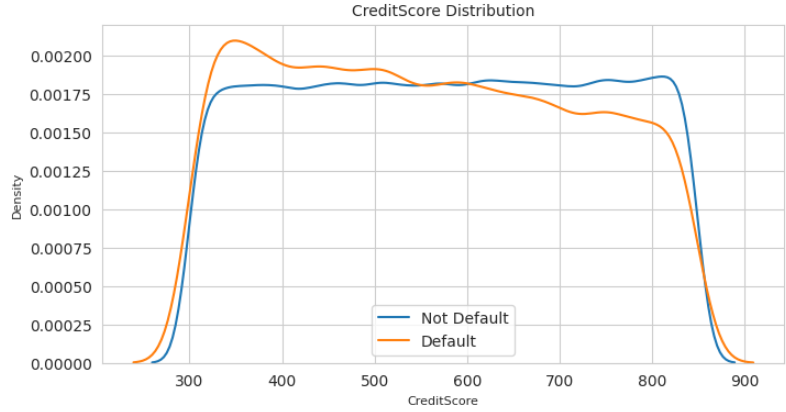 CreditScore Distribution
0.00200
0.00175
0.00150
0.00125
0.00100
0.00075
0.00050
0.00025
0.00000
Density
Not Default
Default
300 400 500 600 700 800 900
CreditScore